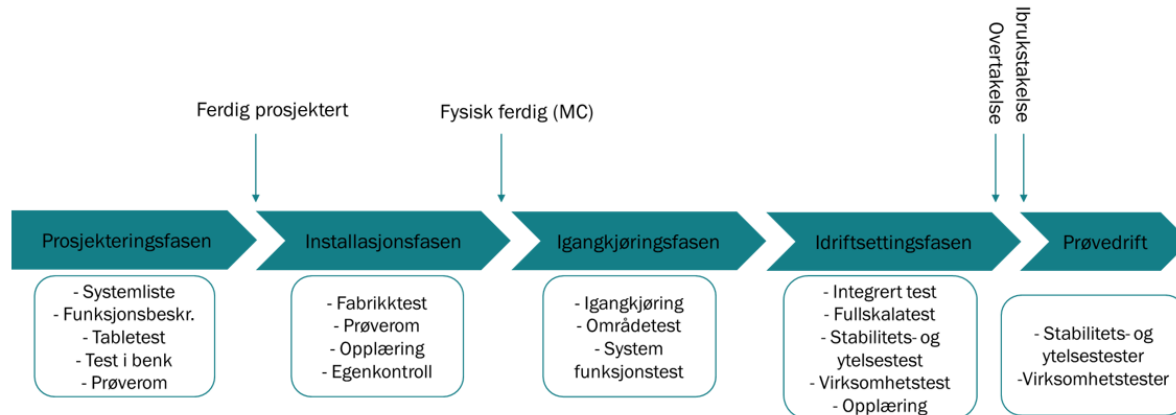 Overtakelse
Ibrukstakelse
Ferdig prosjektert
Fysisk ferdig (MC)
Prosjekteringsfasen
Installasjonsfasen
Igangkjøringsfasen
Idriftsettingsfasen
Prøvedrift
- Systemliste
- Funksjonsbeskr.
- Tabletest
- Test i benk
- Prøverom
- Fabrikktest
- Prøverom
- Opplæring
- Egenkontroll
- Igangkjøring
- Områdetest
- System
funksjonstest
- Integrert test
- Fullskalatest
- Stabilitets- og
ytelsestest
- Virksomhetstest
- Opplæring
- Stabilitets- og
ytelsestester
-Virksomhetstester